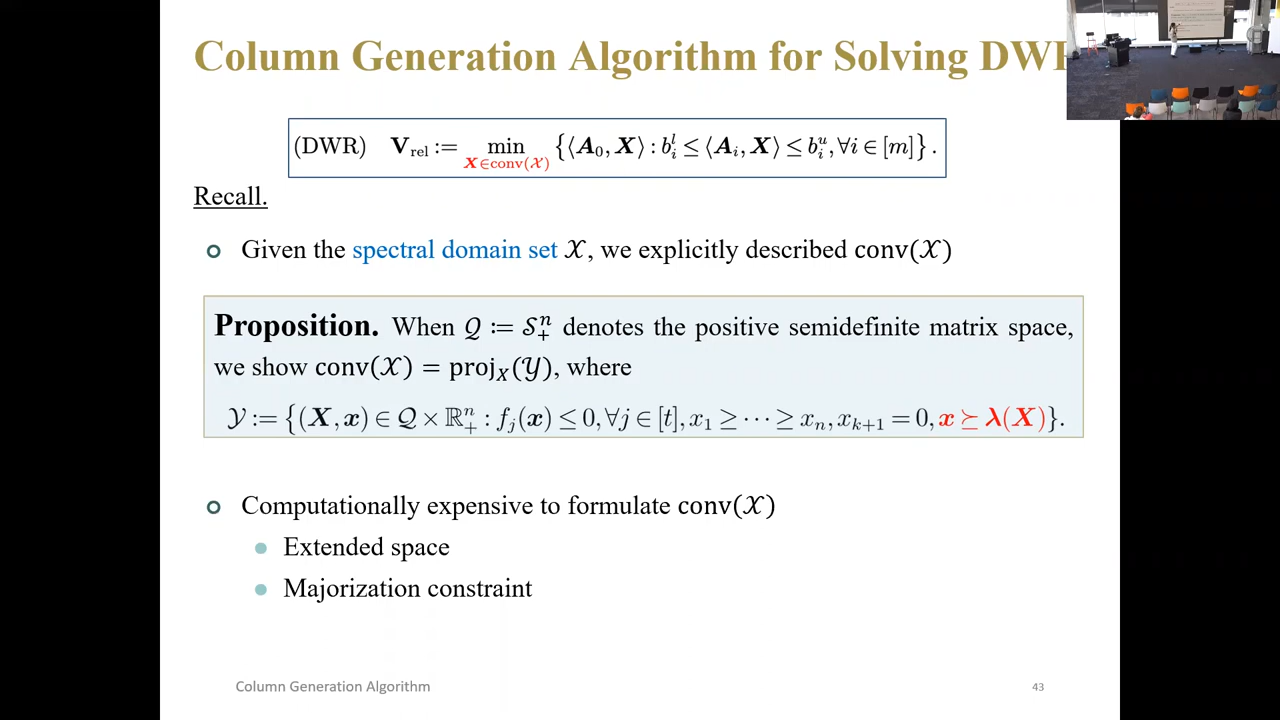 Column Generation Algorithm for Solving DW
(DWR) V_rel := min_{X∈conv(𝒳)} {⟨A_0, X⟩ : b_i^l ≤ ⟨A_i, X⟩ ≤ b_i^u, ∀i ∈ [m]}.
Recall.
Given the spectral domain set 𝒳, we explicitly described conv(𝒳)
Proposition. When 𝒬 := 𝒮_+^n denotes the positive semidefinite matrix space,
we show conv(𝒳) = proj_X(𝒴), where
𝒴 := {(X, x) ∈ 𝒬 × ℝ_+^n : f_j(x) ≤ 0, ∀j ∈ [t], x_1 ≥ ⋯ ≥ x_n, x_{k+1} = 0, x ⪰ λ(X)}.
Computationally expensive to formulate conv(𝒳)
Extended space
Majorization constraint
Column Generation Algorithm
43